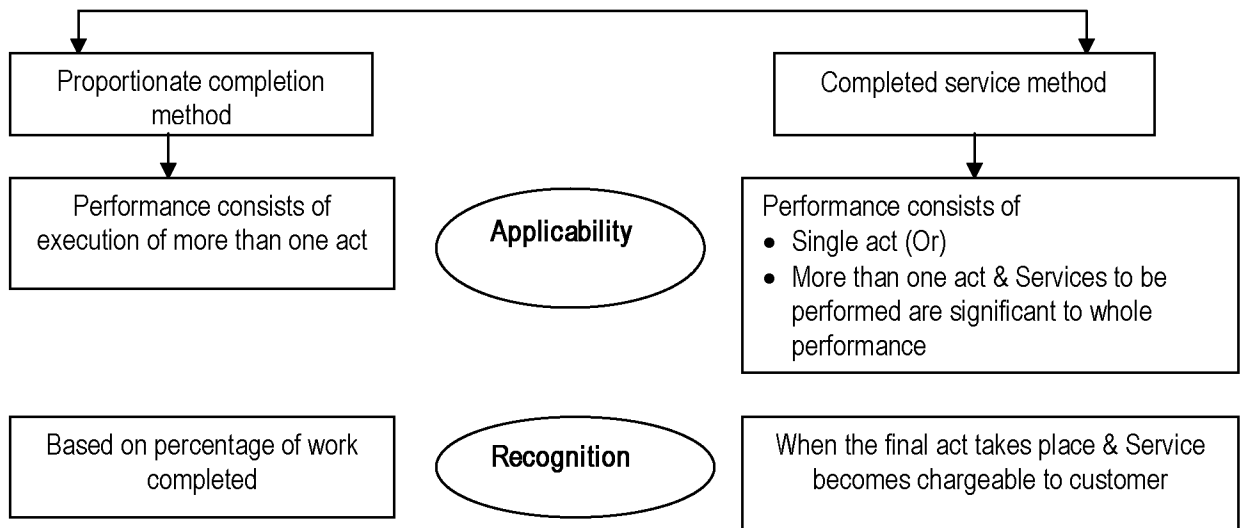 Proportionate completion
method
Completed service method
Performance consists of
execution of more than one act
Applicability
Performance consists of
• Single act (Or)
• More than one act & Services to be
performed are significant to whole
performance
Based on percentage of work
completed
Recognition
When the final act takes place & Service
becomes chargeable to customer